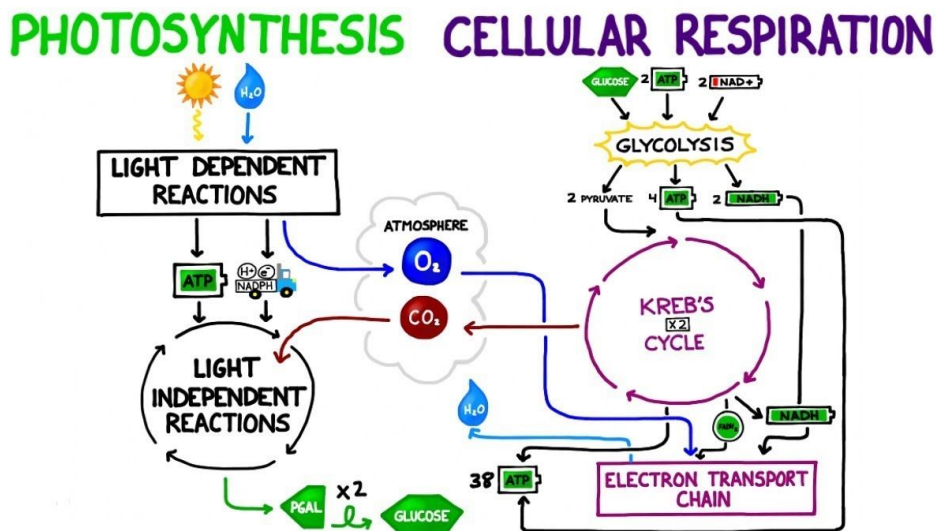 PHOTOSYNTHESIS
CELLULAR RESPIRATION
H₂O
LIGHT DEPENDENT
REACTIONS
ATP
H+ e-
NADPH
LIGHT
INDEPENDENT
REACTIONS
PGAL
X2
GLUCOSE
ATMOSPHERE
O₂
CO₂
GLUCOSE
2 ATP
2 NAD+
GLYCOLYSIS
2 PYRUVATE
4 ATP
2 NADH
KREB'S
X2
CYCLE
H₂O
FADH₂
NADH
38 ATP
ELECTRON TRANSPORT
CHAIN